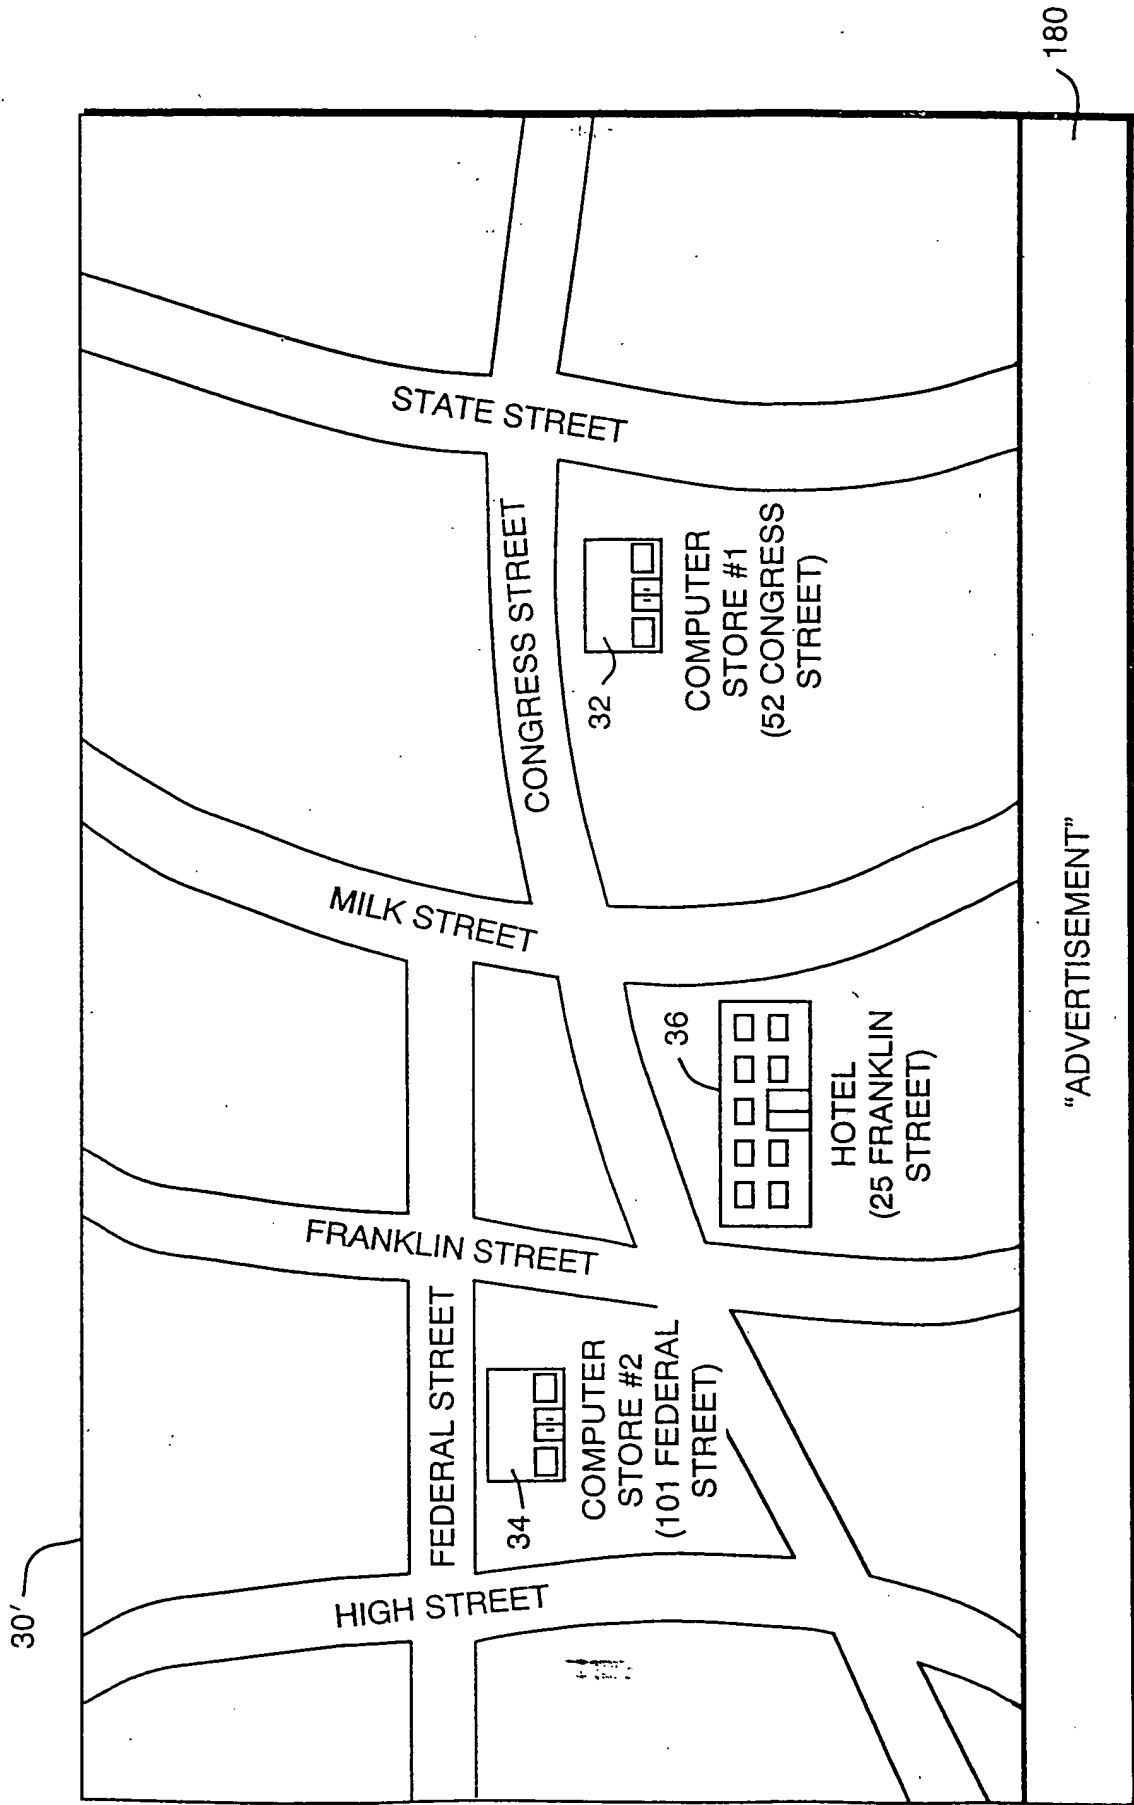 30'
HIGH STREET
FEDERAL STREET
FRANKLIN STREET
MILK STREET
CONGRESS STREET
STATE STREET
34
COMPUTER
STORE #2
(101 FEDERAL
STREET)
36
HOTEL
(25 FRANKLIN
STREET)
32
COMPUTER
STORE #1
(52 CONGRESS
STREET)
"ADVERTISEMENT"
180